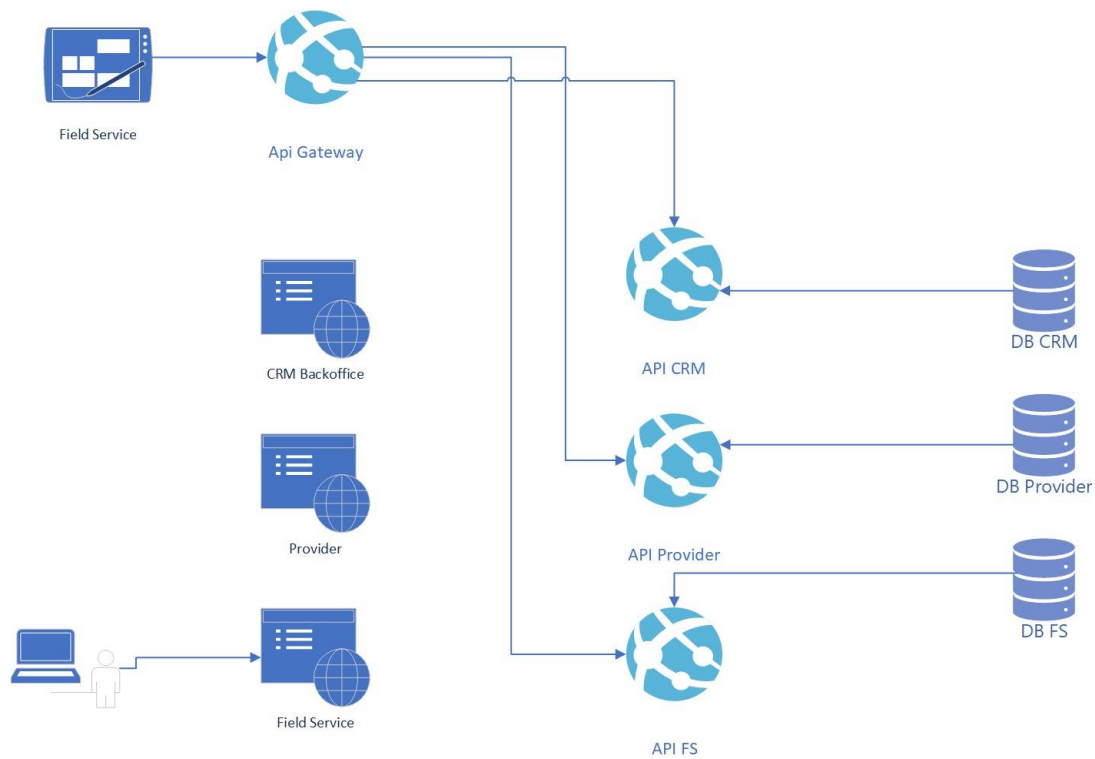 Field Service
Api Gateway
CRM Backoffice
API CRM
DB CRM
Provider
API Provider
DB Provider
Field Service
API FS
DB FS